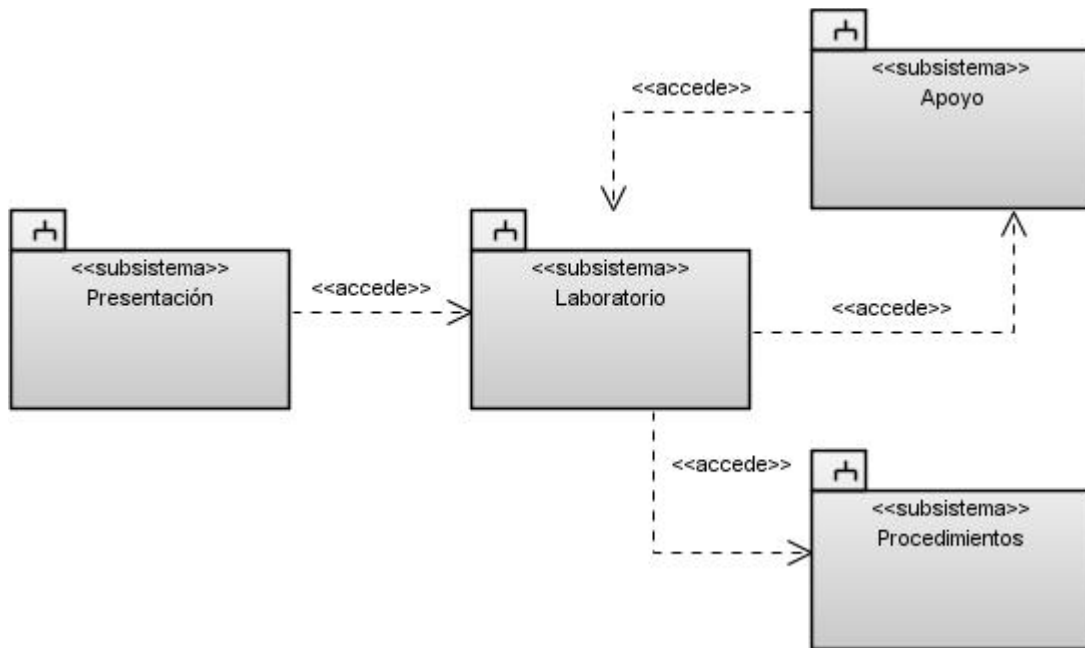 <<subsistema>>
Apoyo
<<accede>>
<<subsistema>>
Presentación
<<accede>>
<<subsistema>>
Laboratorio
<<accede>>
<<accede>>
<<subsistema>>
Procedimientos